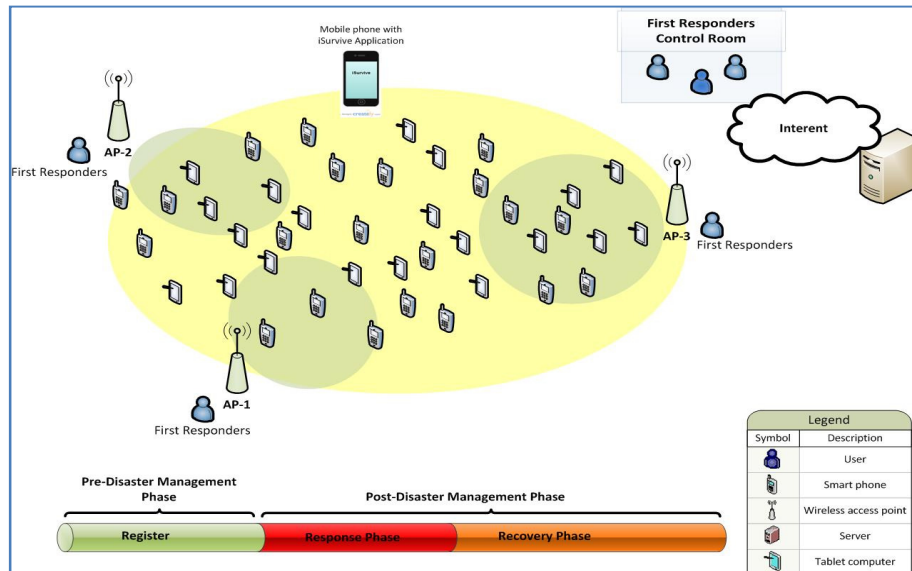 Mobile phone with
iSurvive Application
iSurvive
First Responders
Control Room
Interent
AP-2
First Responders
AP-3
First Responders
AP-1
First Responders
Pre-Disaster Management
Phase
Post-Disaster Management Phase
Register
Response Phase
Recovery Phase
Legend
Symbol
Description
User
Smart phone
Wireless access point
Server
Tablet computer